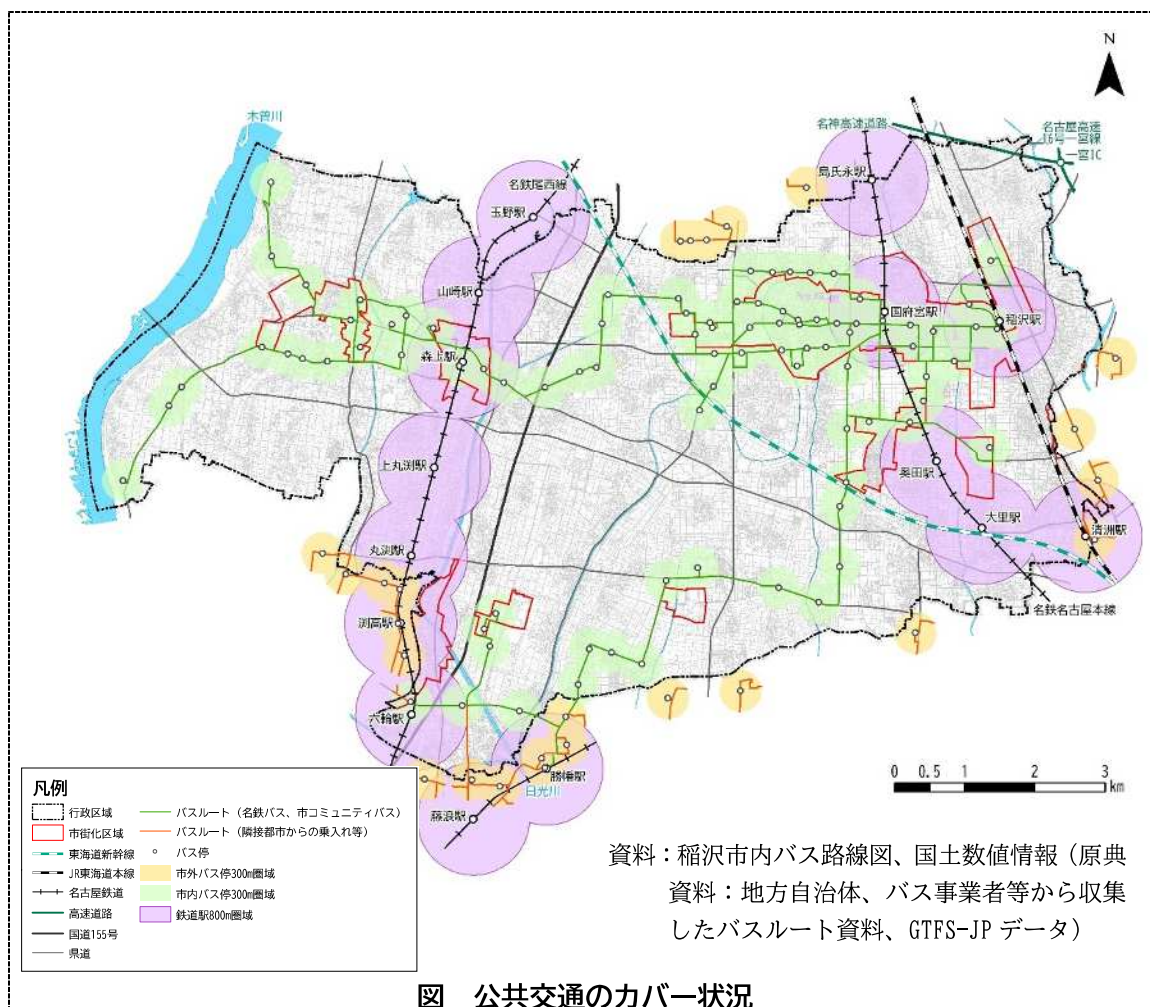 N
木曽川
名神高速道路
名古屋高速
16号一宮線
一宮IC
島氏永駅
名鉄尾西線
玉野駅
山崎駅
国府宮駅
稲沢駅
森上駅
上丸渕駅
奥田駅
大里駅
清洲駅
丸渕駅
名鉄名古屋本線
渕高駅
六輪駅
勝幡駅
日光川
藤浪駅
0 0.5 1 2 3
km
凡例
行政区域
市街化区域
東海道新幹線
JR東海道本線
名古屋鉄道
高速道路
国道155号
県道
バスルート（名鉄バス、市コミュニティバス）
バスルート（隣接都市からの乗入れ等）
バス停
市外バス停300m圏域
市内バス停300m圏域
鉄道駅800m圏域
資料：稲沢市内バス路線図、国土数値情報（原典
資料：地方自治体、バス事業者等から収集
したバスルート資料、GTFS-JP データ）
図　公共交通のカバー状況